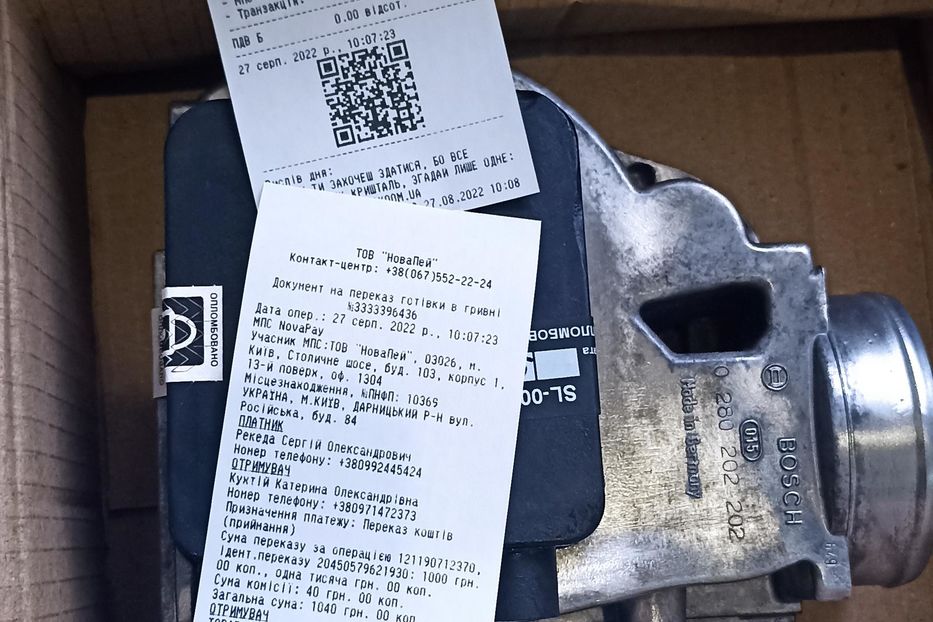 - Транзакція:
ПДВ Б
0.00 відсот.
27 серп. 2022 р., 10:07:23
ДНЯ:
ТИ ЗАХОЧЕШ ЗДАТИСЯ, БО ВСЕ
КРИШТАЛЬ, ЗГАДАЙ ЛИШЕ ОДНЕ:
27.08.2022 10:08
ТОВ "НоваПей"
Контакт-центр: +38(067)552-22-24
Документ на переказ готівки в гривні
№3333396436
Дата опер.: 27 серп. 2022 р., 10:07:23
МПС NovaPay
Учасник МПС:ТОВ "НоваПей", 03026, м.
Київ, Столичне шосе, буд. 103, корпус 1,
13-й поверх, оф. 1304
Місцезнаходження, №ПНФП: 10369
УКРАЇНА, М.КИЇВ, ДАРНИЦЬКИЙ Р-Н вул.
Російська, буд. 84
ПЛАТНИК
Рекеда Сергій Олександрович
Номер телефону: +380992445424
ОТРИМУВАЧ
Куктій Катерина Олександрівна
Номер телефону: +380971472373
Призначення платежу: Переказ коштів
(приймання)
Сума переказу за операцією 121190712370,
ідент.переказу 20450579621930: 1000 грн.
00 коп., одна тисяча грн. 00 коп.
Сума комісії: 40 грн. 00 коп.
Загальна сума: 1040 грн. 00 коп
ОТРИМУВАЧ
ОПЛОМБОВАНО
SL-00
BOSCH
0 280 202 202
015
Made in Germany